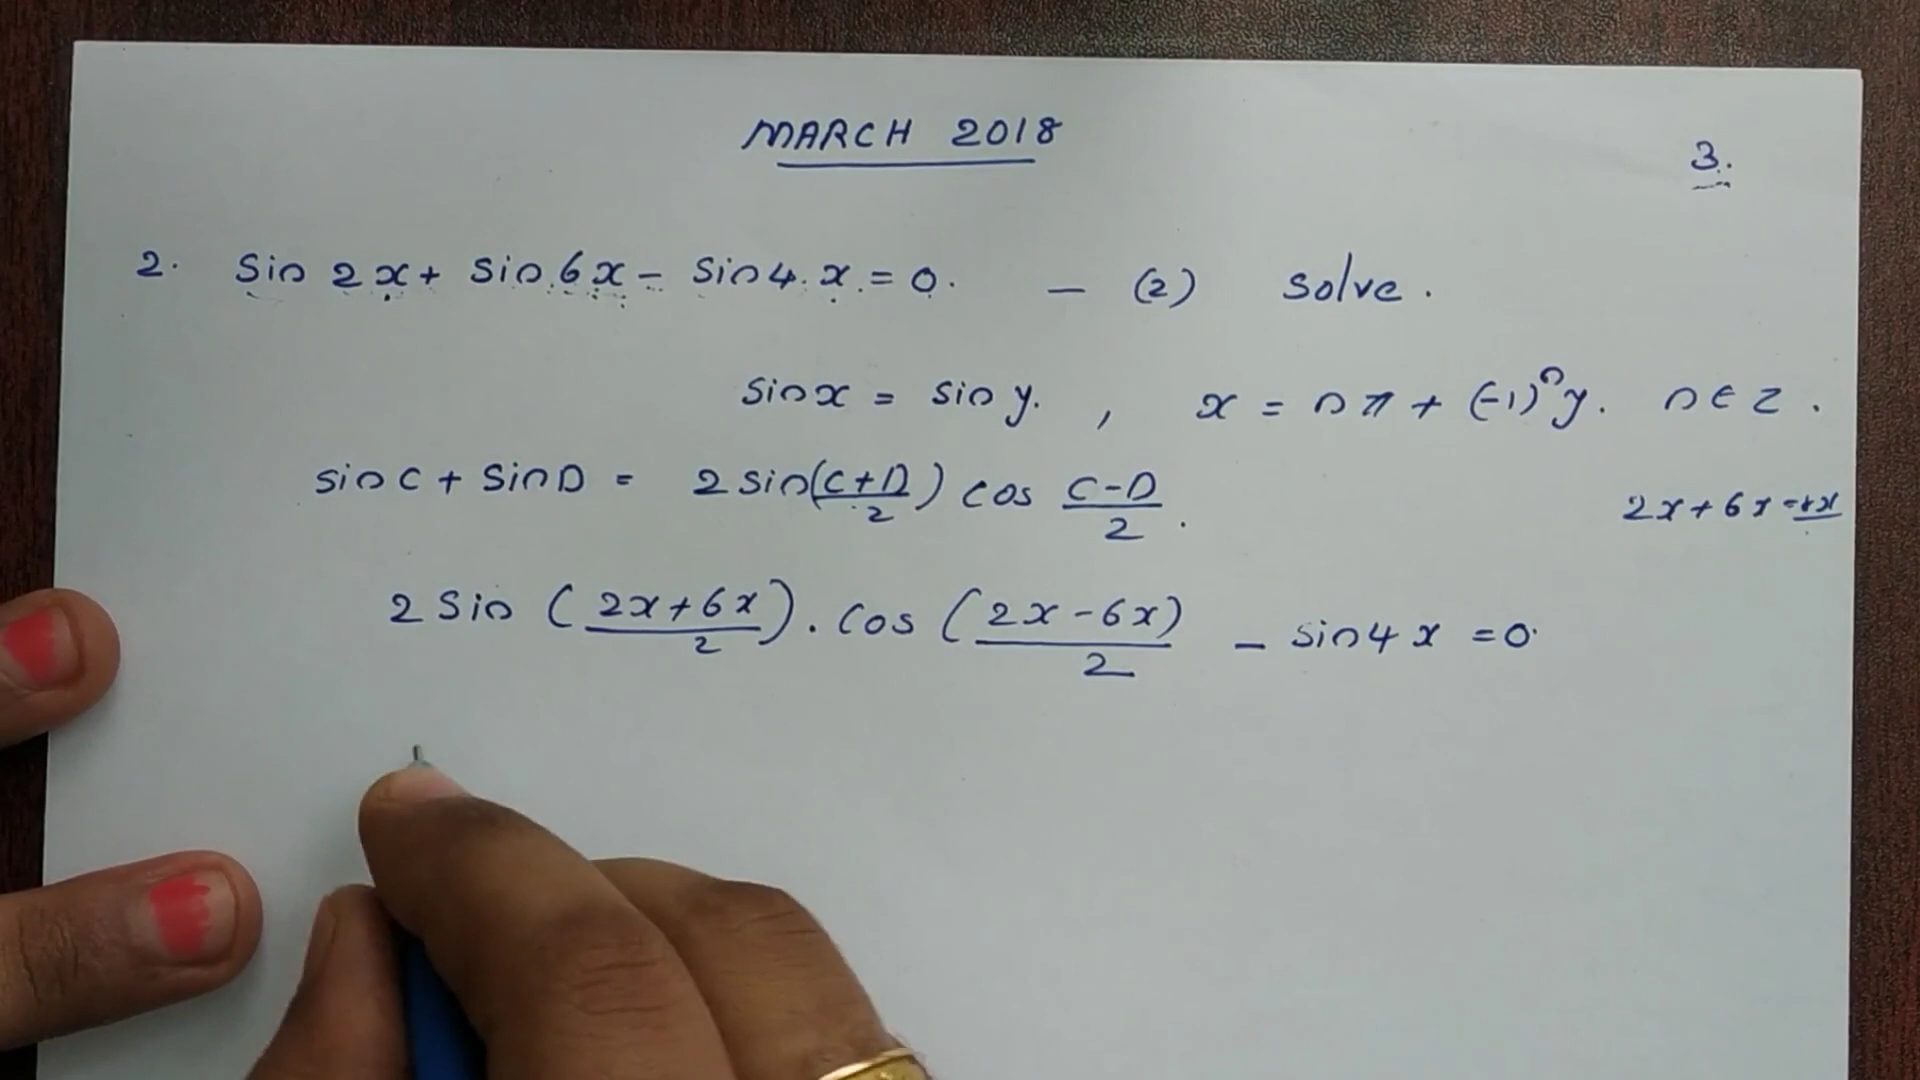 MARCH 2018
3.
2. Sin 2x + Sin 6x - Sin 4x = 0. - (2) Solve.
Sin x = Sin y. , x = nπ + (-1)ⁿy. n ∈ Z.
Sin C + Sin D = 2 Sin (C+D)/2 cos C-D/2.
2x + 6x
2 Sin (2x+6x/2) . Cos (2x-6x)/2 - Sin 4x = 0.